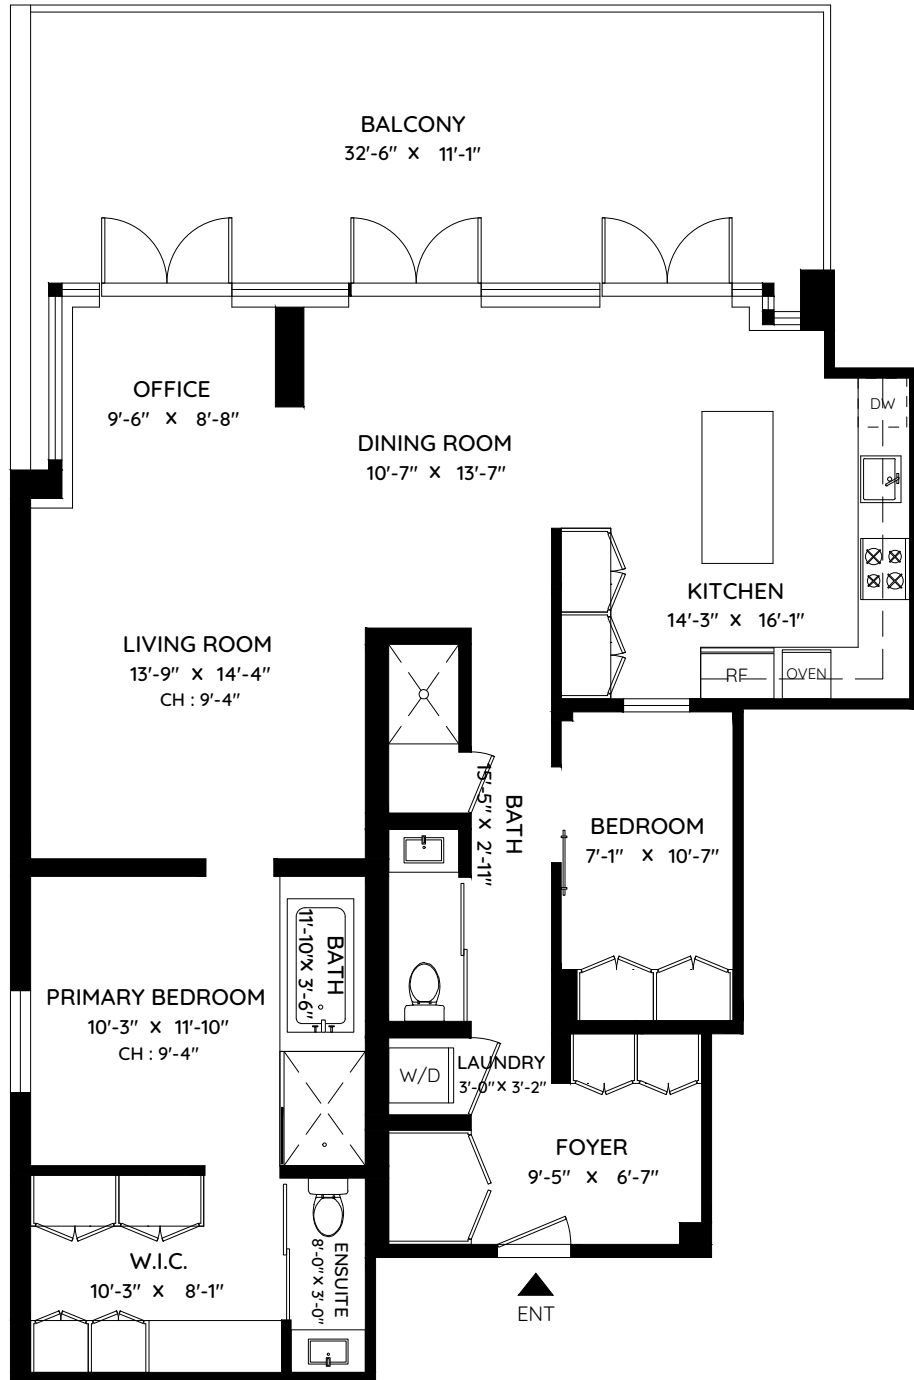 BALCONY
32'-6" X 11'-1"
OFFICE
9'-6" X 8'-8"
DINING ROOM
10'-7" X 13'-7"
DW
KITCHEN
14'-3" X 16'-1"
RF
OVEN
LIVING ROOM
13'-9" X 14'-4"
CH : 9'-4"
BATH
15'-5" X 2'-11"
BEDROOM
7'-1" X 10'-7"
BATH
11'-10" X 3'-6"
PRIMARY BEDROOM
10'-3" X 11'-10"
CH : 9'-4"
W/D
LAUNDRY
3'-0" X 3'-2"
FOYER
9'-5" X 6'-7"
W.I.C.
10'-3" X 8'-1"
ENSUITE
8'-0" X 3'-0"
ENT